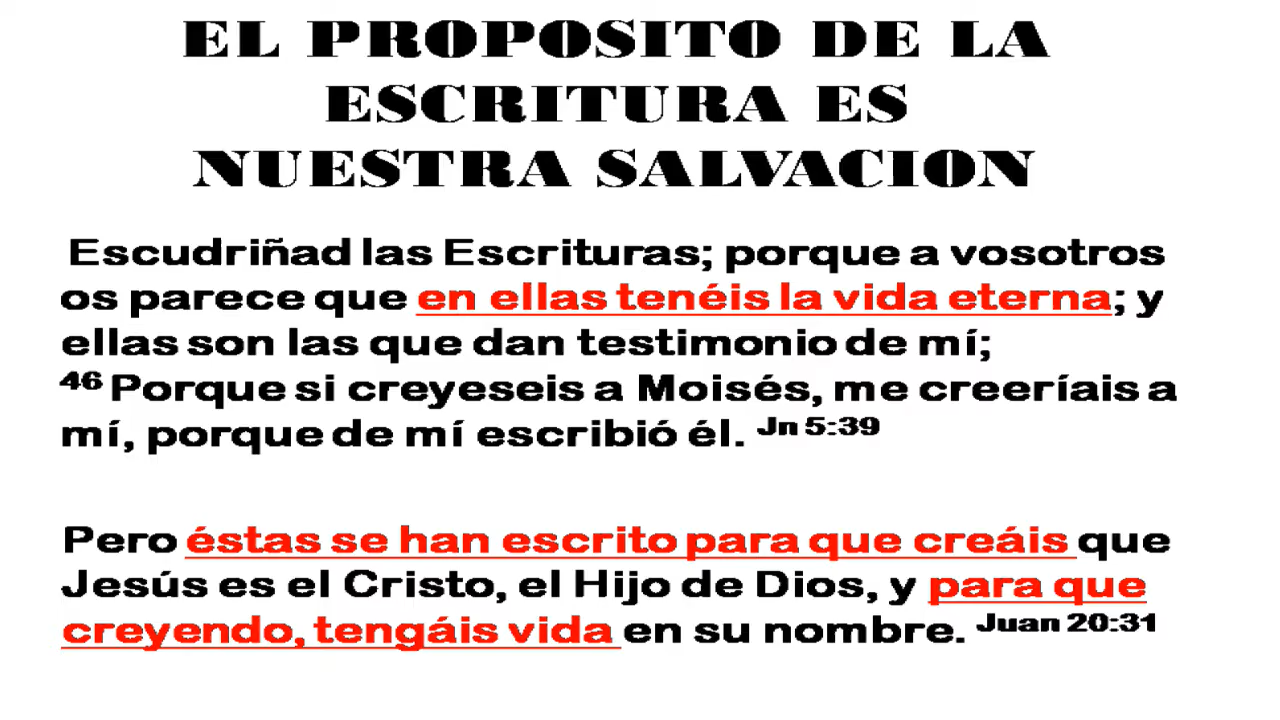 EL PROPOSITO DE LA
ESCRITURA ES
NUESTRA SALVACION
Escudriñad las Escrituras; porque a vosotros
os parece que en ellas tenéis la vida eterna; y
ellas son las que dan testimonio de mí;
46 Porque si creyeseis a Moisés, me creeríais a
mí, porque de mí escribió él. Jn 5:39
Pero éstas se han escrito para que creáis que
Jesús es el Cristo, el Hijo de Dios, y para que
creyendo, tengáis vida en su nombre. Juan 20:31